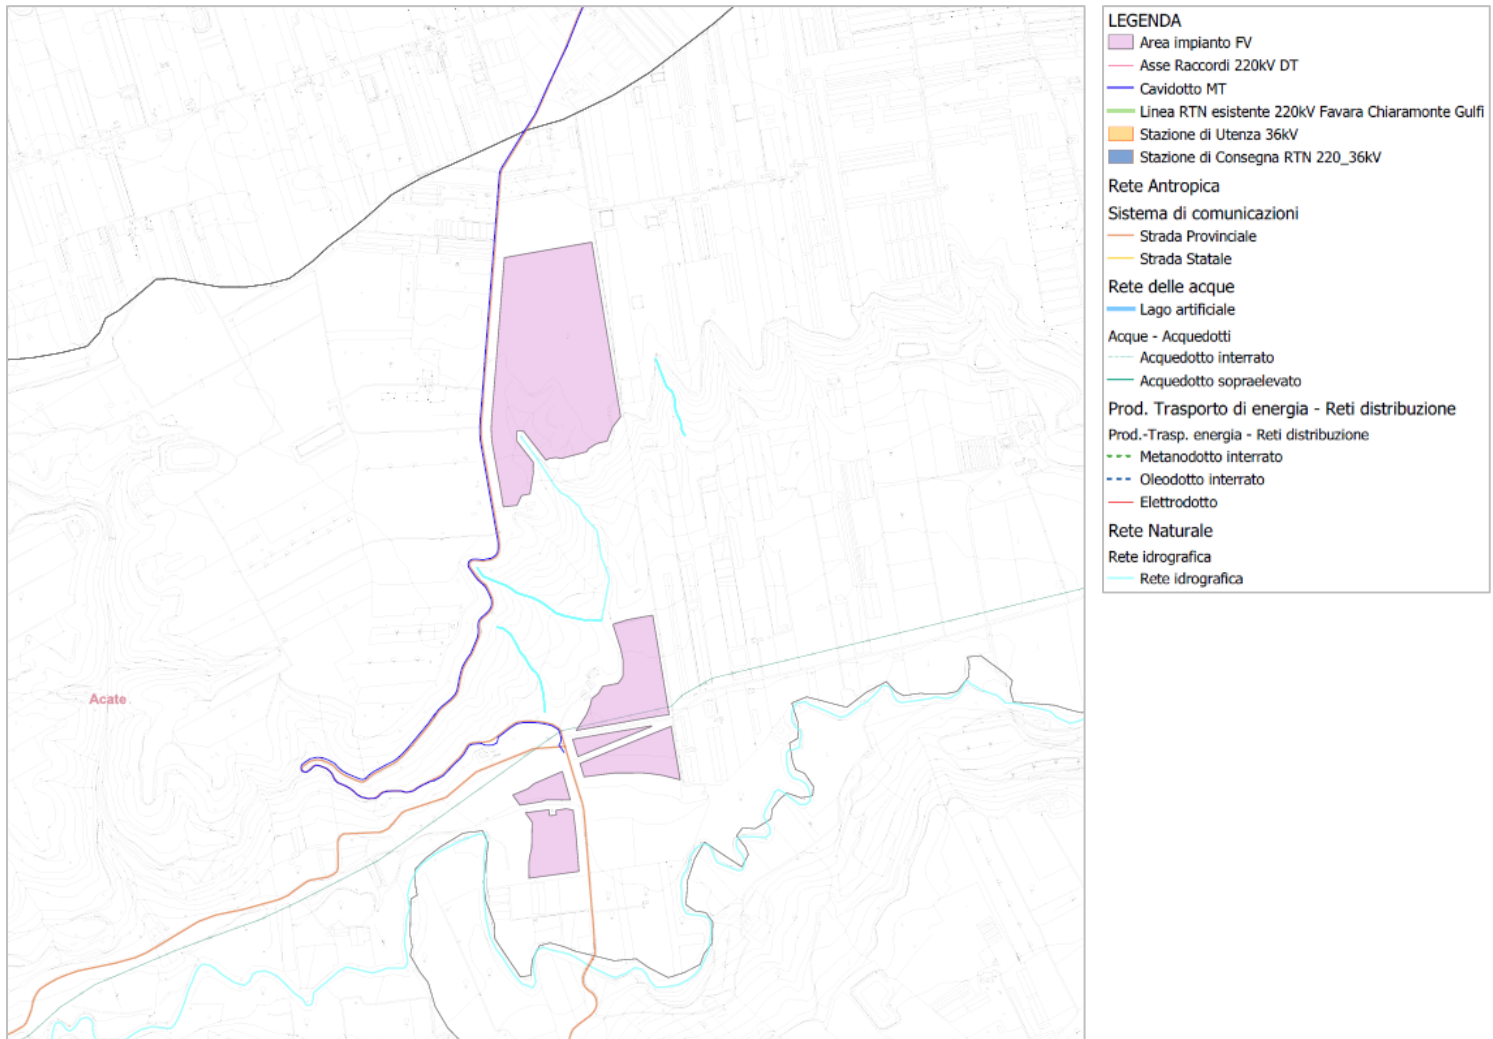 LEGENDA
Area impianto FV
Asse Raccordi 220kV DT
Cavidotto MT
Linea RTN esistente 220kV Favara Chiaramonte Gulfi
Stazione di Utenza 36kV
Stazione di Consegna RTN 220_36kV
Rete Antropica
Sistema di comunicazioni
Strada Provinciale
Strada Statale
Rete delle acque
Lago artificiale
Acque - Acquedotti
Acquedotto interrato
Acquedotto sopraelevato
Prod. Trasporto di energia - Reti distribuzione
Prod.-Trasp. energia - Reti distribuzione
Metanodotto interrato
Oleodotto interrato
Elettrodotto
Rete Naturale
Rete idrografica
Rete idrografica
Acate